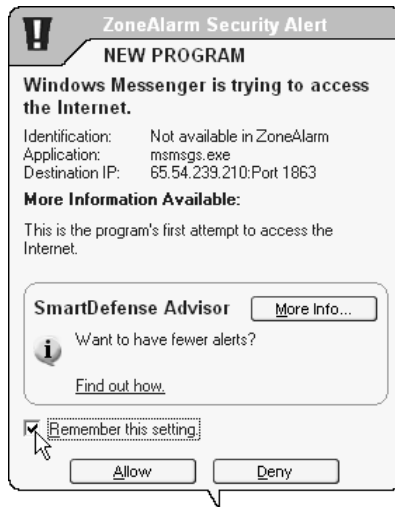 ZoneAlarm Security Alert
NEW PROGRAM
Windows Messenger is trying to access
the Internet.
Identification: Not available in ZoneAlarm
Application: msmsgs.exe
Destination IP: 65.54.239.210:Port 1863
More Information Available:
This is the program's first attempt to access the
Internet.
SmartDefense Advisor More Info...
Want to have fewer alerts?
Find out how.
Remember this setting.
Allow Deny